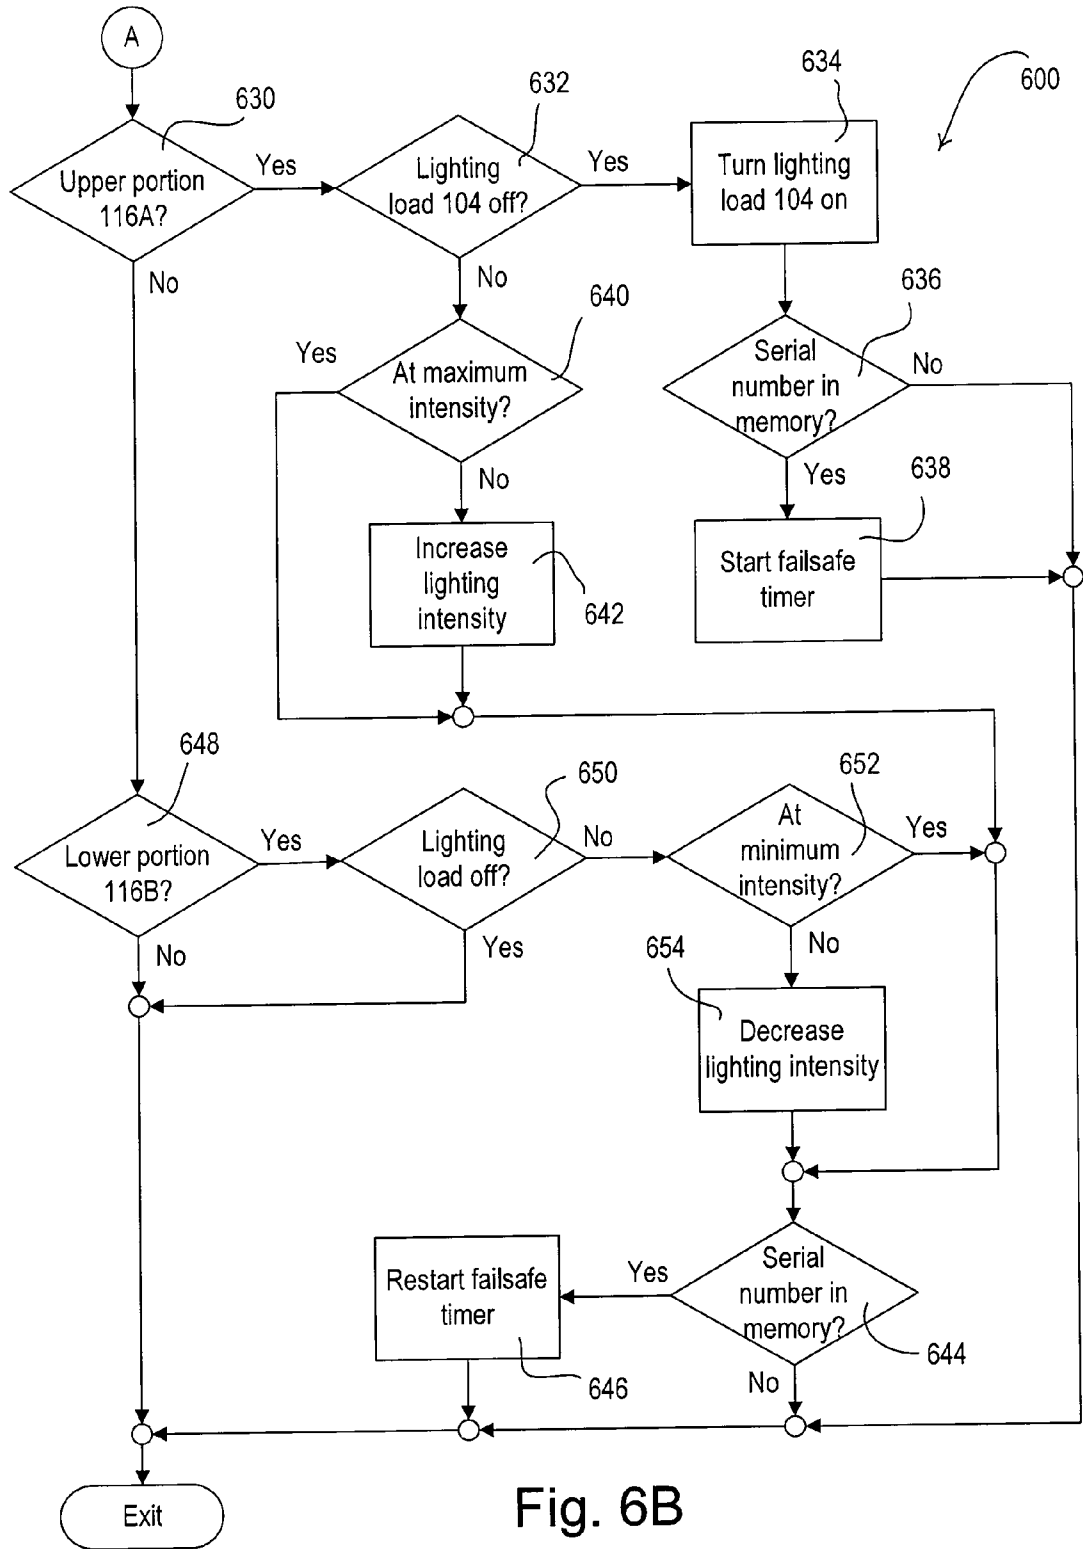 A
630
632
634
600
Upper portion
116A?
Yes
Lighting
load 104 off?
Yes
Turn lighting
load 104 on
No
No
640
636
Yes
At maximum
intensity?
Serial
number in
memory?
No
No
Yes
638
Increase
lighting
intensity
642
Start failsafe
timer
648
650
652
Lower portion
116B?
Yes
Lighting
load off?
No
At
minimum
intensity?
Yes
No
Yes
No
654
Decrease
lighting intensity
Restart failsafe
timer
Yes
Serial
number in
memory?
646
644
No
Exit
Fig. 6B